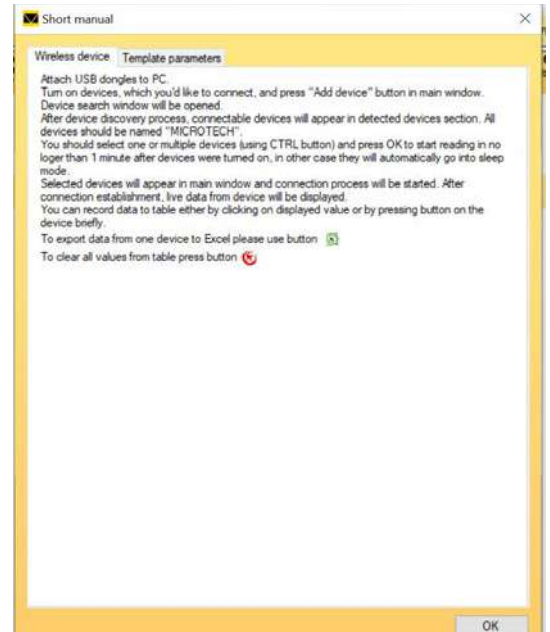 Short manual
Wireless device
Template parameters
Attach USB dongles to PC.
Turn on devices, which you'd like to connect, and press "Add device" button in main window.
Device search window will be opened.
After device discovery process, connectable devices will appear in detected devices section. All
devices should be named "MICROTECH".
You should select one or multiple devices (using CTRL button) and press OK to start reading in no
loger than 1 minute after devices were turned on, in other case they will automatically go into sleep
mode.
Selected devices will appear in main window and connection process will be started. After
connection establishment, live data from device will be displayed.
You can record data to table either by clicking on displayed value or by pressing button on the
device briefly.
To export data from one device to Excel please use button
To clear all values from table press button
OK